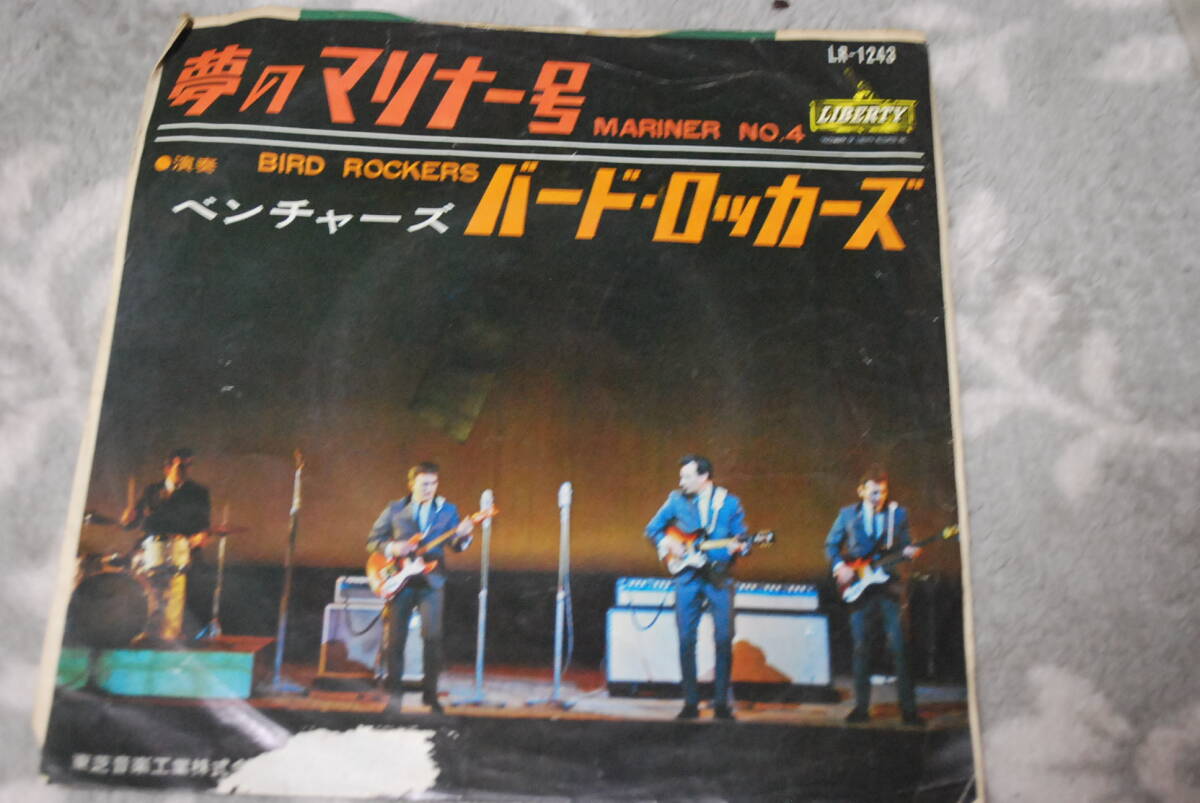 LR-1243
夢のマリナー号
MARINER NO.4
LIBERTY
●演奏 BIRD ROCKERS
ベンチャーズ バード・ロッカーズ
東芝音楽工業株式会